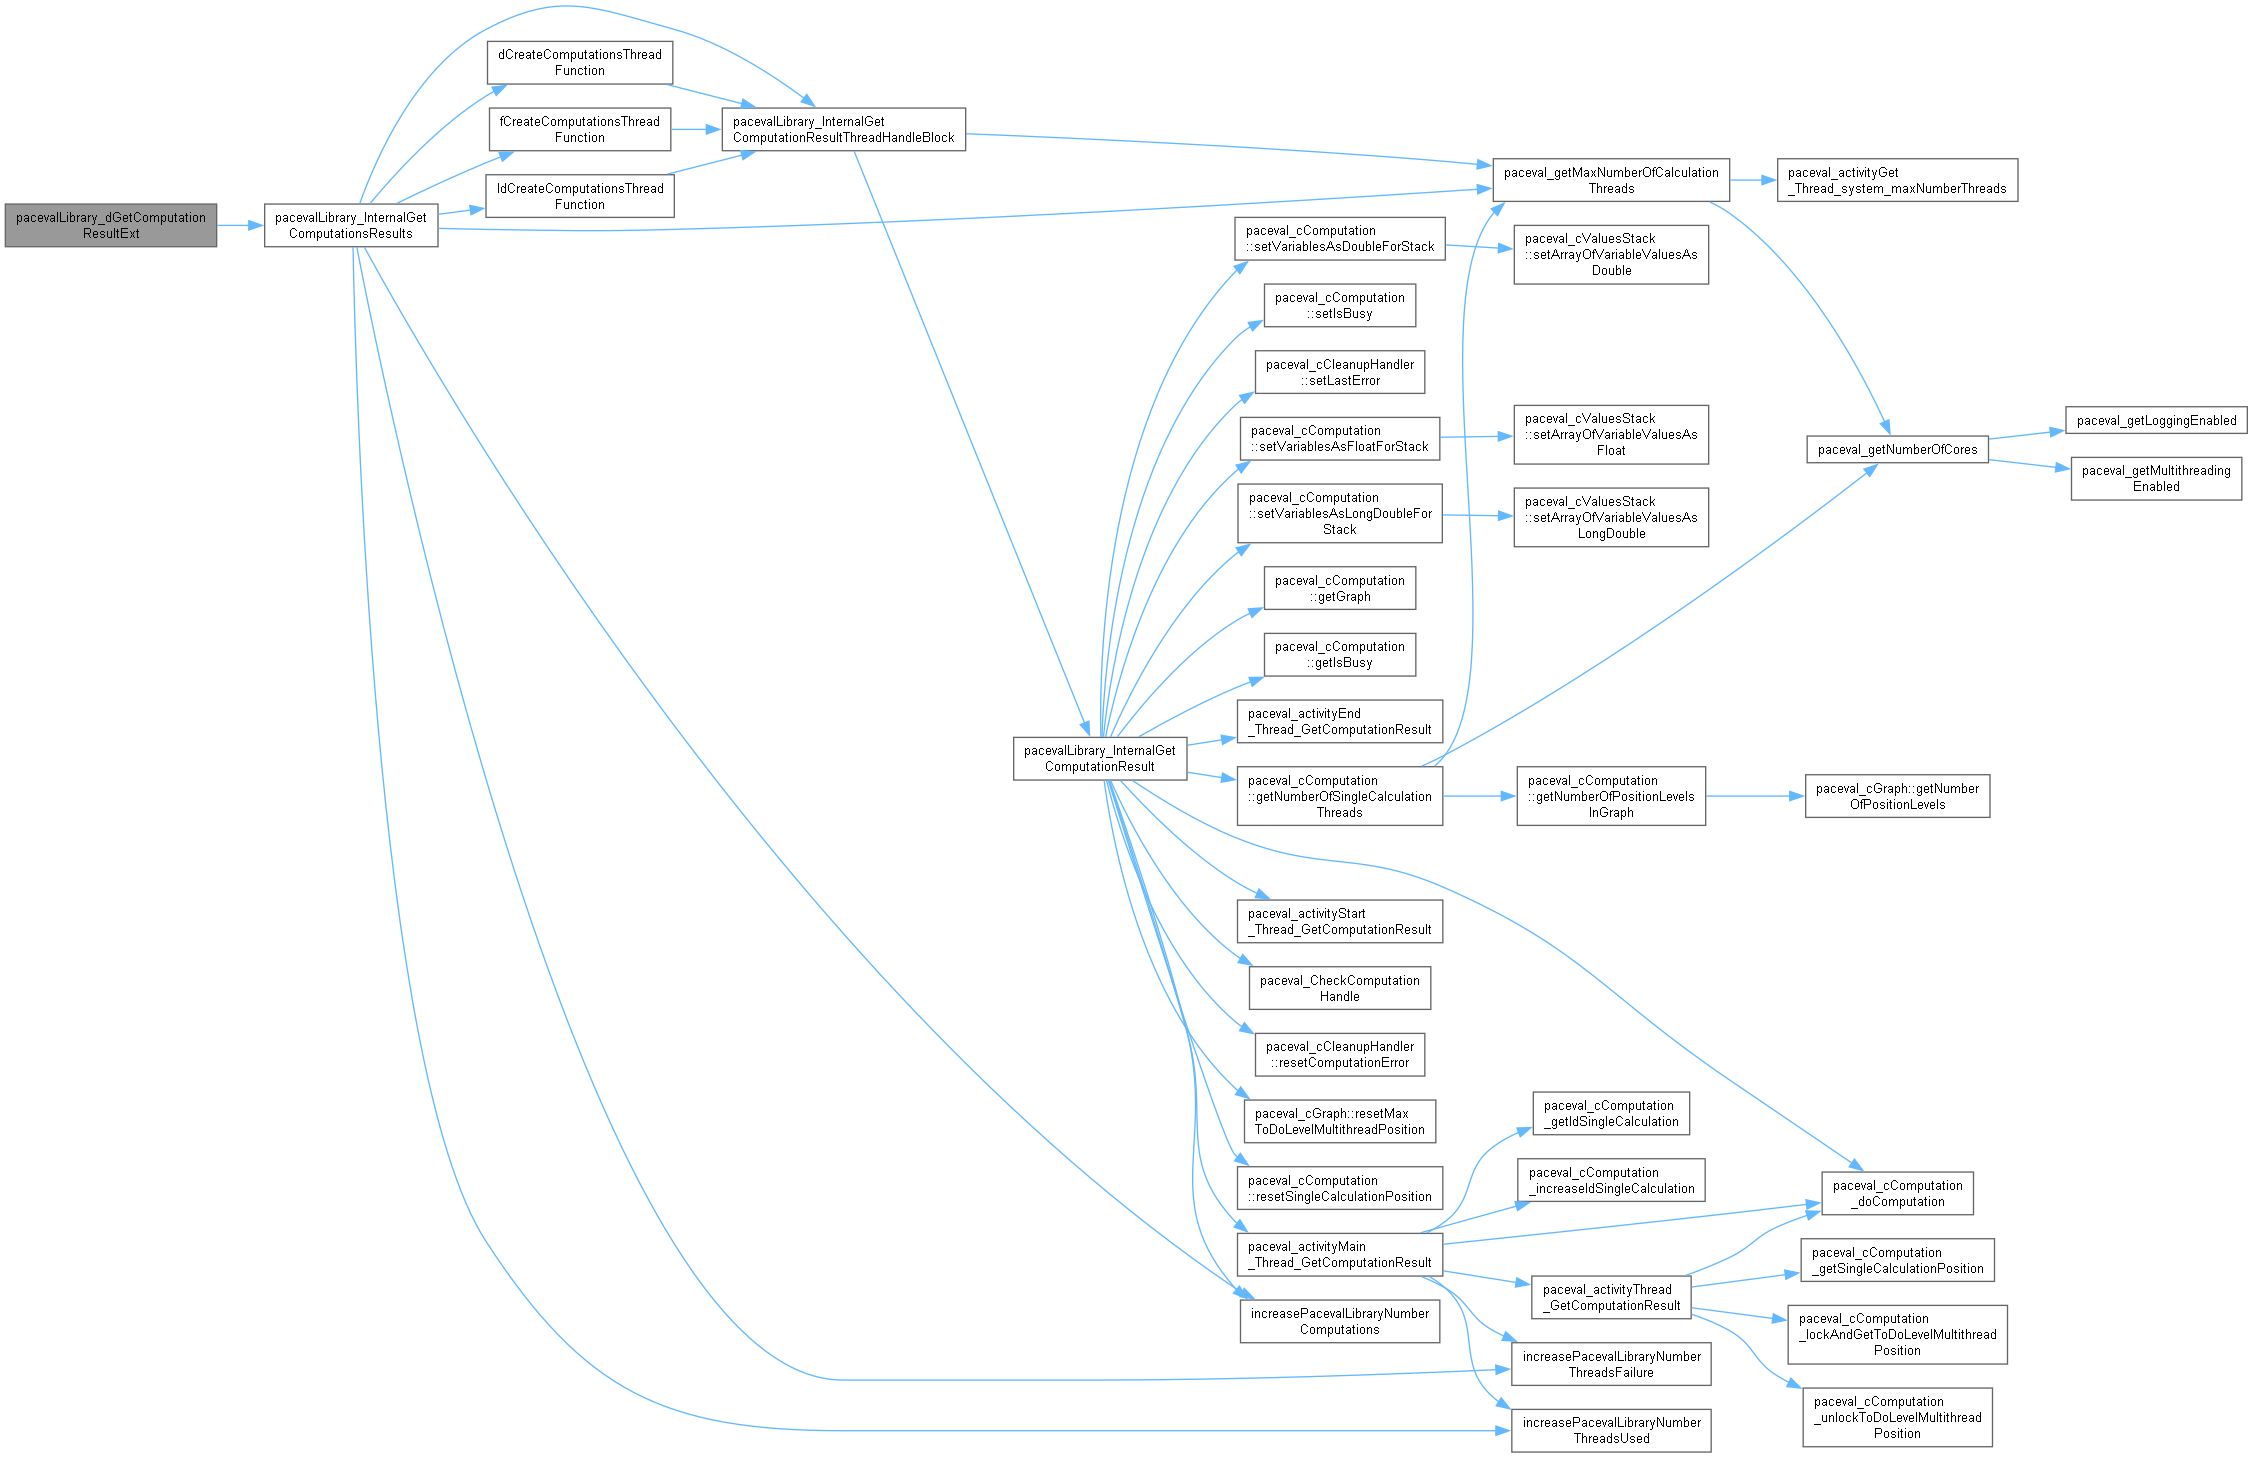 pacevalLibrary_dGetComputation
ResultExt
pacevalLibrary_InternalGet
ComputationsResults
dCreateComputationsThread
Function
fCreateComputationsThread
Function
ldCreateComputationsThread
Function
pacevalLibrary_InternalGet
ComputationResultThreadHandleBlock
pacevalLibrary_InternalGet
ComputationResult
paceval_cComputation
::setVariablesAsDoubleForStack
paceval_cComputation
::setIsBusy
paceval_cCleanupHandler
::setLastError
paceval_cComputation
::setVariablesAsFloatForStack
paceval_cComputation
::setVariablesAsLongDoubleFor
Stack
paceval_cComputation
::getGraph
paceval_cComputation
::getIsBusy
paceval_activityEnd
_Thread_GetComputationResult
paceval_cComputation
::getNumberOfSingleCalculation
Threads
paceval_activityStart
_Thread_GetComputationResult
paceval_CheckComputation
Handle
paceval_cCleanupHandler
::resetComputationError
paceval_cGraph::resetMax
ToDoLevelMultithreadPosition
paceval_cComputation
::resetSingleCalculationPosition
paceval_activityMain
_Thread_GetComputationResult
increasePacevalLibraryNumber
Computations
paceval_getMaxNumberOfCalculation
Threads
paceval_cValuesStack
::setArrayOfVariableValuesAs
Double
paceval_cValuesStack
::setArrayOfVariableValuesAs
Float
paceval_cValuesStack
::setArrayOfVariableValuesAs
LongDouble
paceval_cComputation
::getNumberOfPositionLevels
InGraph
paceval_cComputation
_getIdSingleCalculation
paceval_cComputation
_increaseIdSingleCalculation
paceval_activityThread
_GetComputationResult
increasePacevalLibraryNumber
ThreadsFailure
increasePacevalLibraryNumber
ThreadsUsed
paceval_activityGet
_Thread_system_maxNumberThreads
paceval_getNumberOfCores
paceval_cGraph::getNumber
OfPositionLevels
paceval_cComputation
_doComputation
paceval_cComputation
_getSingleCalculationPosition
paceval_cComputation
_lockAndGetToDoLevelMultithread
Position
paceval_cComputation
_unlockToDoLevelMultithread
Position
paceval_getLoggingEnabled
paceval_getMultithreading
Enabled